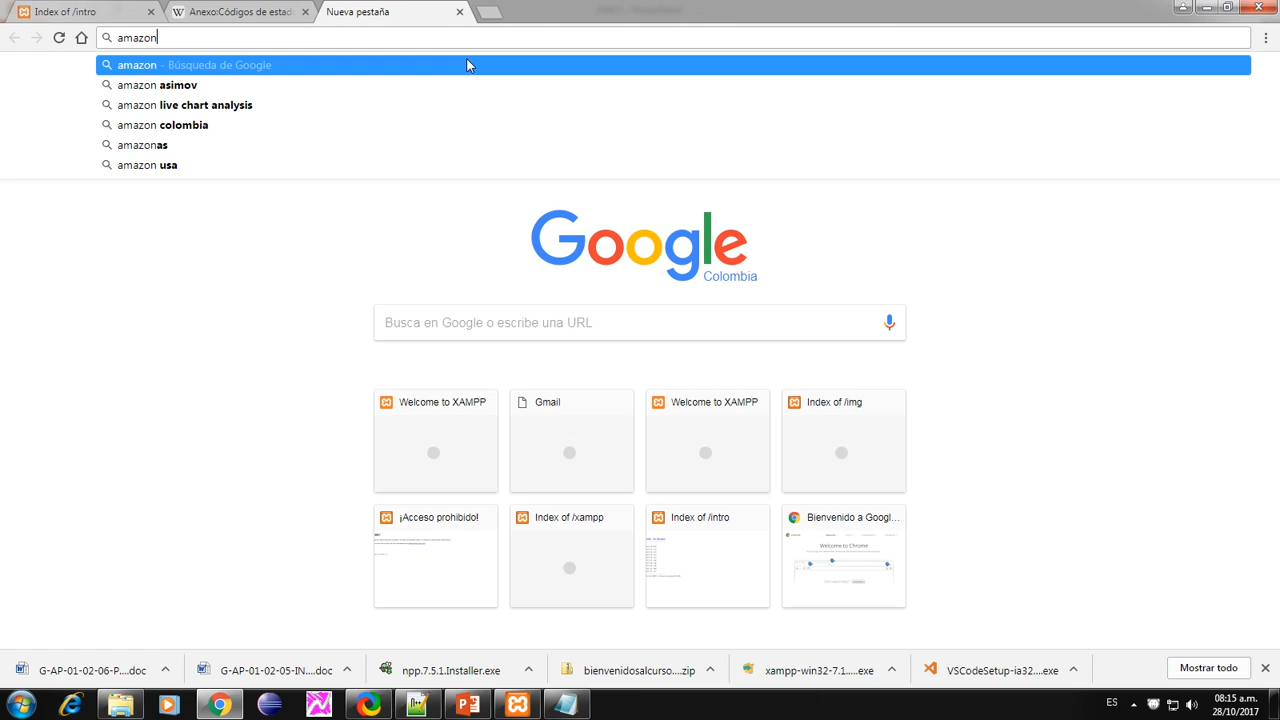 Index of /intro
Anexo:Códigos de estad
Nueva pestaña
amazon
amazon - Búsqueda de Google
amazon asimov
amazon live chart analysis
amazon colombia
amazonas
amazon usa
Google
Colombia
Busca en Google o escribe una URL
Welcome to XAMPP
Gmail
Welcome to XAMPP
Index of /img
¡Acceso prohibido!
Index of /xampp
Index of /intro
Bienvenido a Googl...
Welcome to Chrome
G-AP-01-02-06-P....doc
G-AP-01-02-05-IN....doc
npp.7.5.1.Installer.exe
bienvenidosalcurso....zip
xampp-win32-7.1.....exe
VSCodeSetup-ia32....exe
Mostrar todo
ES
08:15 a.m.
28/10/2017